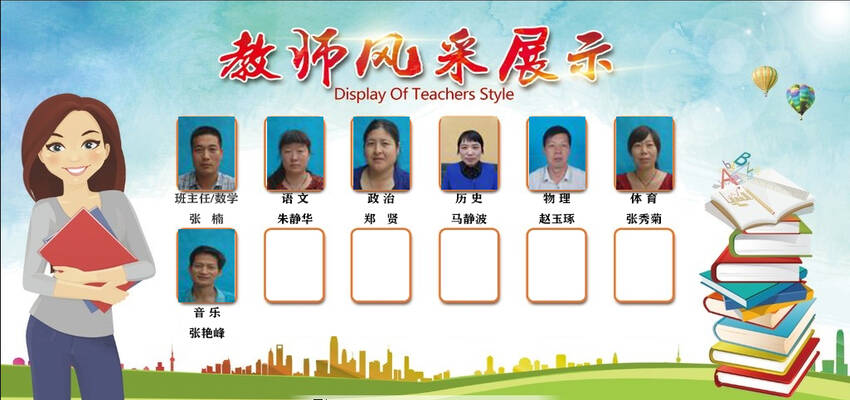 教师风采展示
Display Of Teachers Style
班主任/数学 语文 政治 历史 物理 体育
张楠 朱静华 郑贤 马静波 赵玉琢 张秀菊
音乐
张艳峰